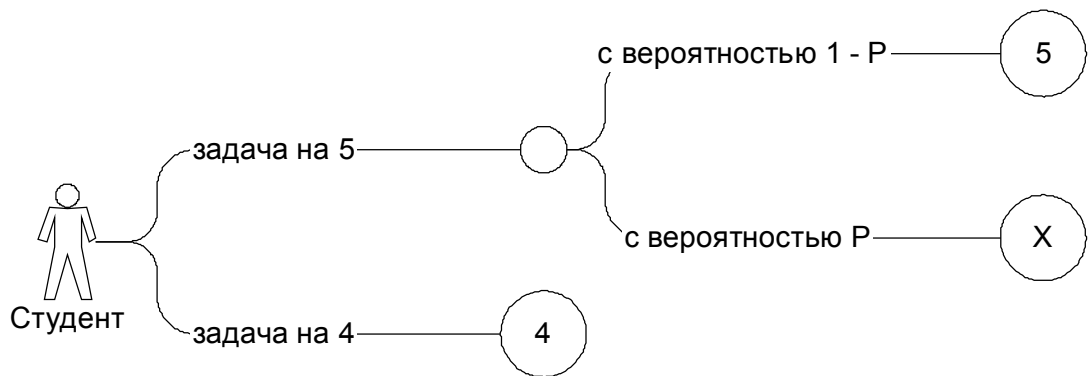 с вероятностью 1 - P
5
задача на 5
с вероятностью P
X
Студент
задача на 4
4